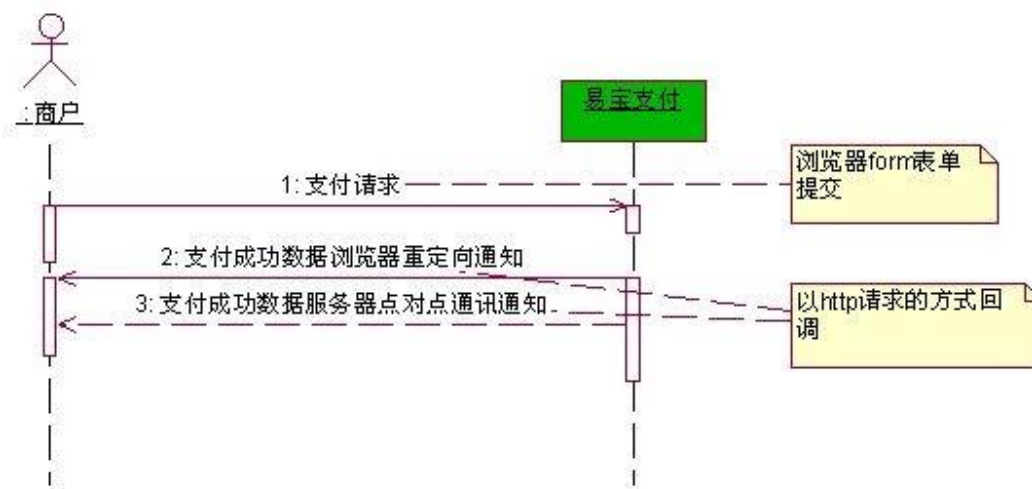 :商户
易宝支付
浏览器form表单
提交
1:支付请求
2:支付成功数据浏览器重定向通知
3:支付成功数据服务器点对点通讯通知
以http请求的方式回
调